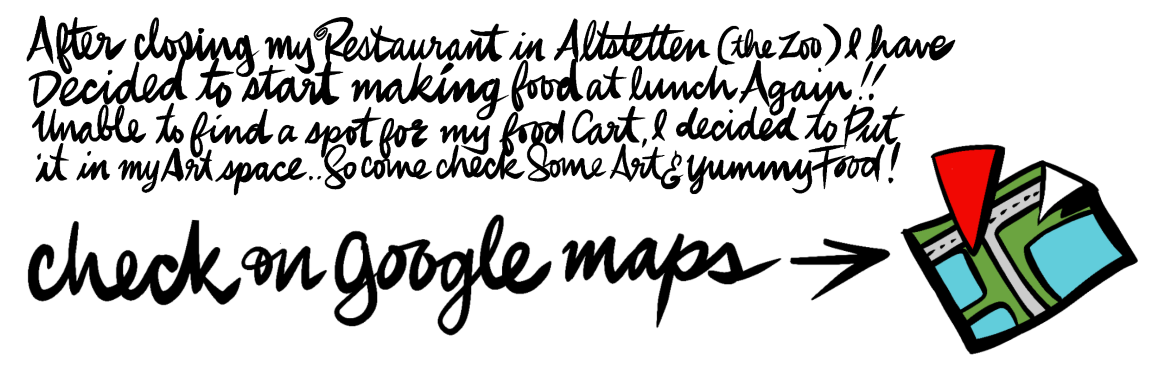 After closing my Restaurant in Altstetten (the Zoo) I have
Decided to start making food at lunch Again!!
Unable to find a spot for my food Cart, I decided to Put
it in my Art space.. So come check Some Art & yummy Food!
check on google maps →